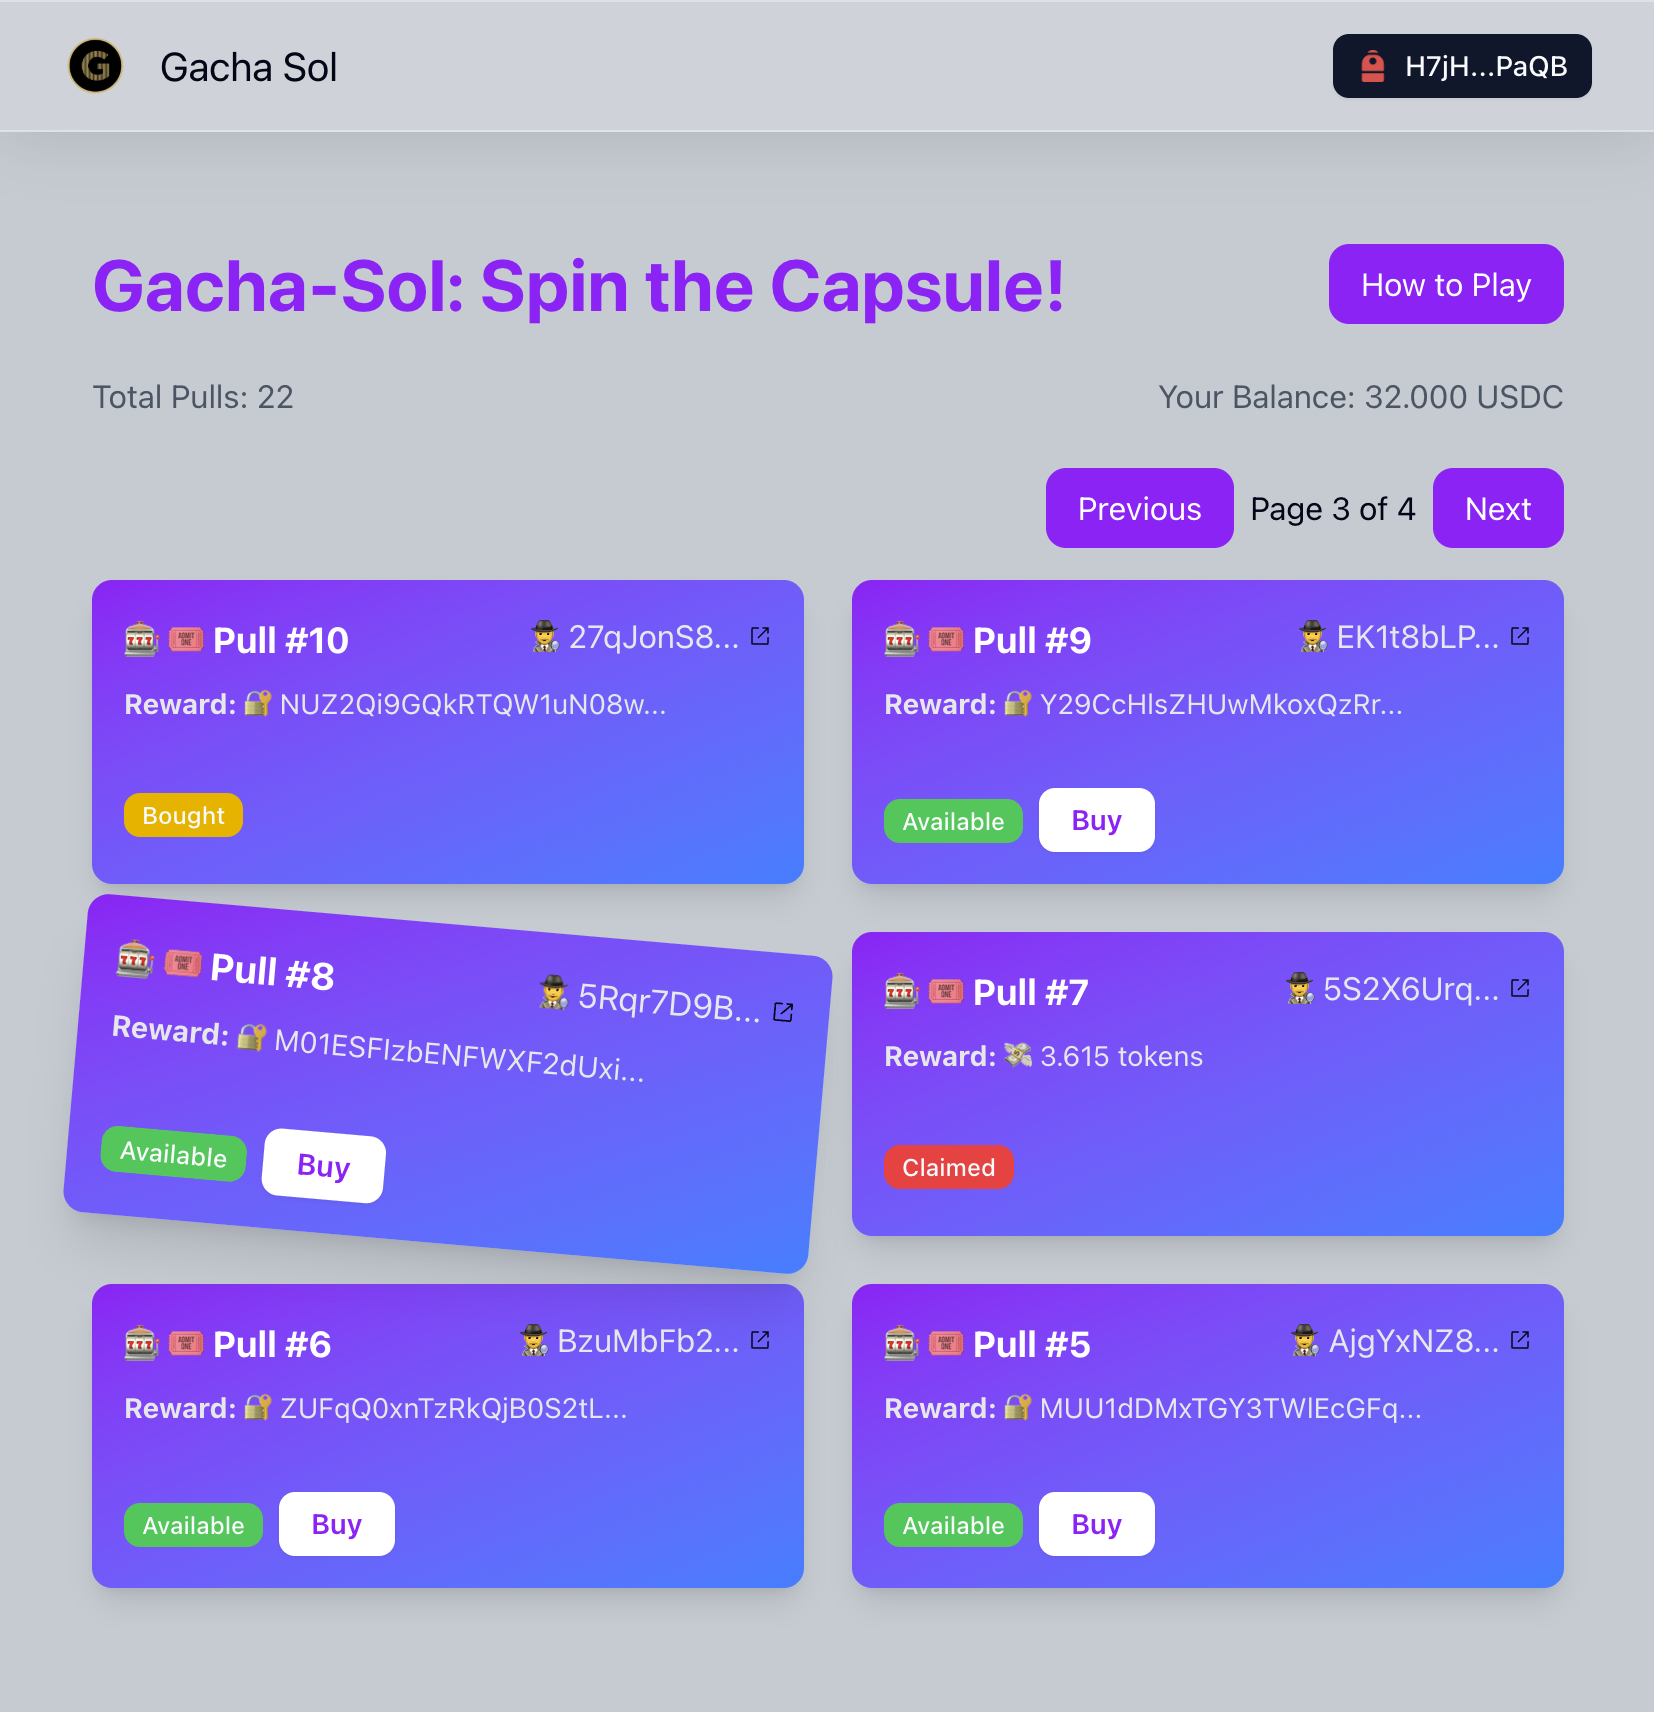 G Gacha Sol H7jH...PaQB
Gacha-Sol: Spin the Capsule! How to Play
Total Pulls: 22 Your Balance: 32.000 USDC
Previous Page 3 of 4 Next
🎰 🎟️ Pull #10 🕵️ 27qJonS8...
Reward: 🔐 NUZ2Qi9GQkRTQW1uN08w...
Bought
🎰 🎟️ Pull #9 🕵️ EK1t8bLP...
Reward: 🔐 Y29CcHlsZHUwMkoxQzRr...
Available Buy
🎰 🎟️ Pull #8 🕵️ 5Rqr7D9B...
Reward: 🔐 M01ESFIzbENFWXF2dUxi...
Available Buy
🎰 🎟️ Pull #7 🕵️ 5S2X6Urq...
Reward: 💸 3.615 tokens
Claimed
🎰 🎟️ Pull #6 🕵️ BzuMbFb2...
Reward: 🔐 ZUFqQ0xnTzRkQjB0S2tL...
Available Buy
🎰 🎟️ Pull #5 🕵️ AjgYxNZ8...
Reward: 🔐 MUU1dDMxTGY3TWlEcGFq...
Available Buy